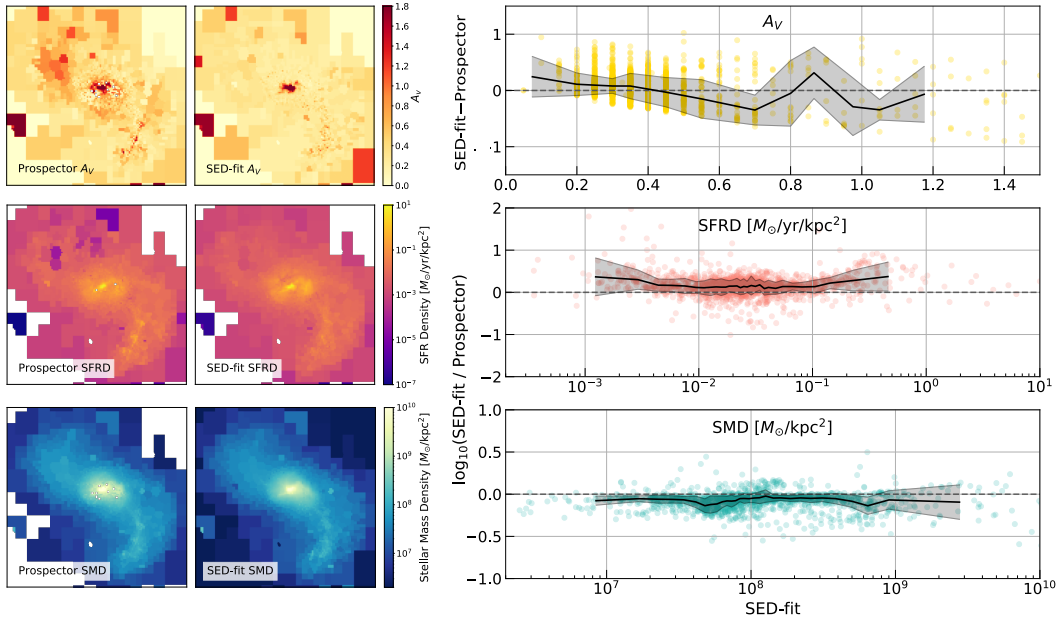 Prospector A_V
SED-fit A_V
1.8
1.6
1.4
1.2
1.0
0.8
0.6
0.4
0.2
0.0
A_V
Prospector SFRD
SED-fit SFRD
10^1
10^-1
10^-3
10^-5
10^-7
SFR Density [M_⊙/yr/kpc^2]
Prospector SMD
SED-fit SMD
10^10
10^9
10^8
10^7
Stellar Mass Density [M_⊙/kpc^2]
A_V
SED-fit−Prospector
1
0
1
0.0 0.2 0.4 0.6 0.8 1.0 1.2 1.4
SFRD [M_⊙/yr/kpc^2]
2
1
0
−1
−2
10^-3 10^-2 10^-1 10^0 10^1
log_10(SED-fit / Prospector)
SMD [M_⊙/kpc^2]
1.0
0.5
0.0
−0.5
−1.0
10^7 10^8 10^9 10^10
SED-fit